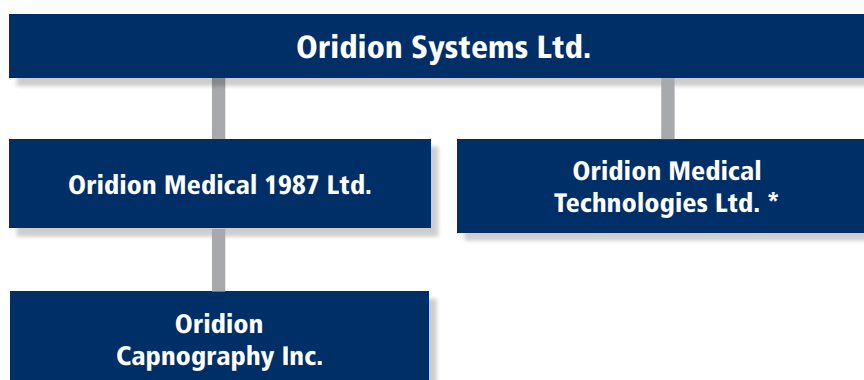 Oridion Systems Ltd.
Oridion Medical 1987 Ltd.
Oridion Medical
Technologies Ltd. *
Oridion
Capnography Inc.